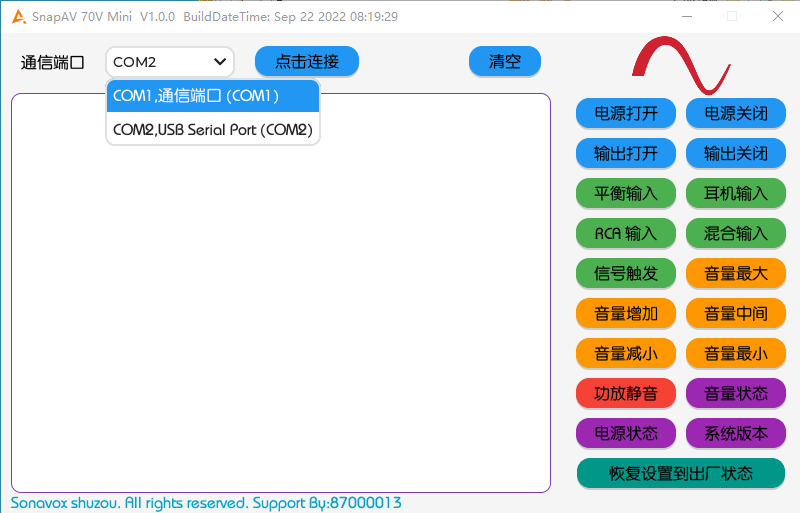 SnapAV 70V Mini V1.0.0 BuildDateTime: Sep 22 2022 08:19:29
通信端口 COM2 点击连接 清空
COM1,通信端口 (COM1)
COM2,USB Serial Port (COM2)
电源打开 电源关闭
输出打开 输出关闭
平衡输入 耳机输入
RCA 输入 混合输入
信号触发 音量最大
音量增加 音量中间
音量减小 音量最小
功放静音 音量状态
电源状态 系统版本
恢复设置到出厂状态
Sonavox shuzou. All rights reserved. Support By:87000013